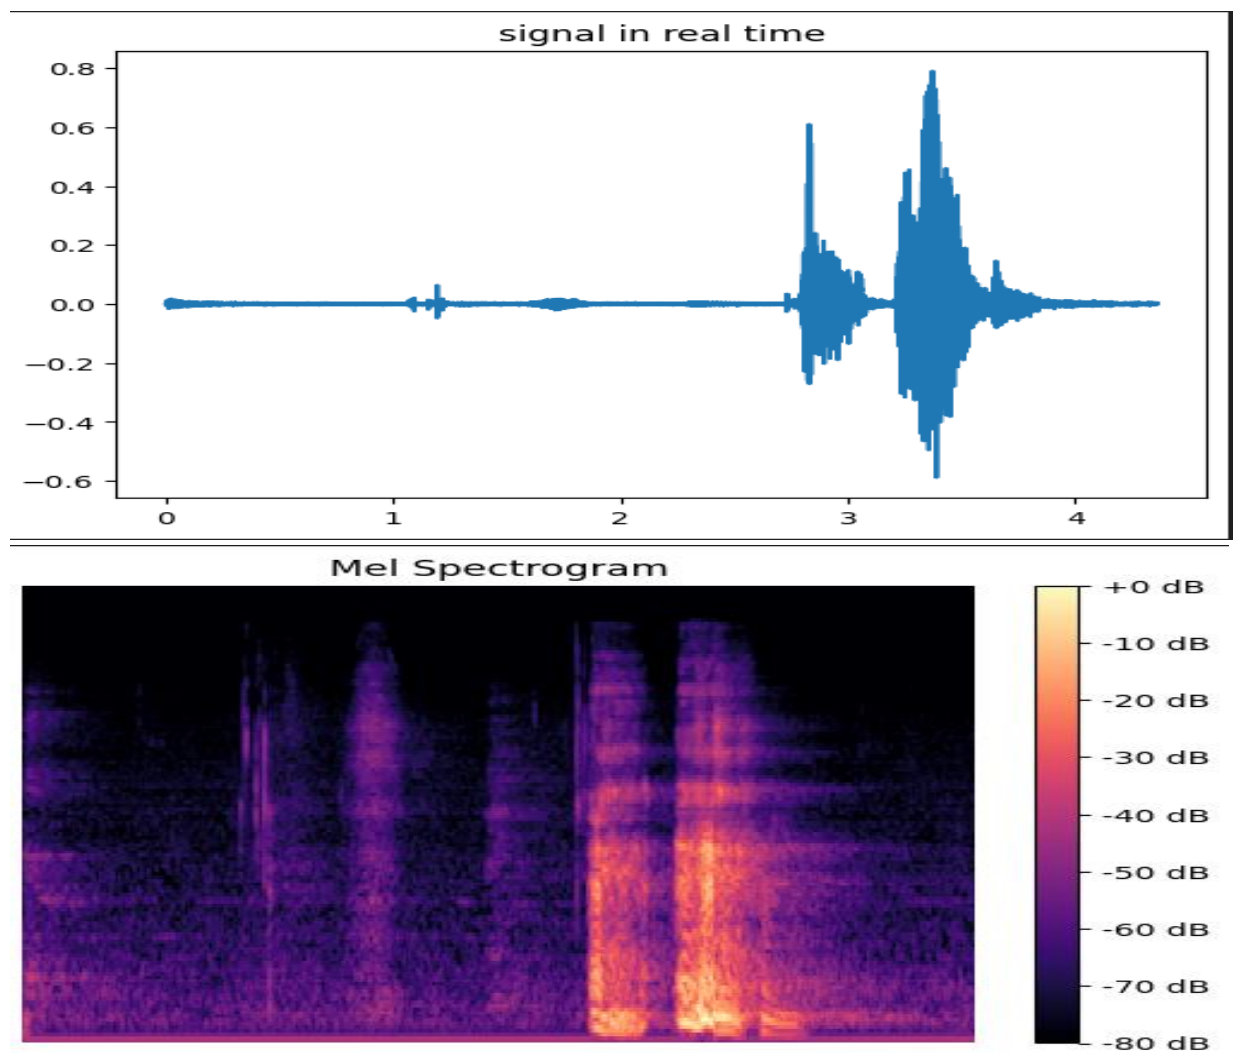 signal in real time
0.8
0.6
0.4
0.2
0.0
−0.2
−0.4
−0.6
0 1 2 3 4
Mel Spectrogram
+0 dB
-10 dB
-20 dB
-30 dB
-40 dB
-50 dB
-60 dB
-70 dB
-80 dB